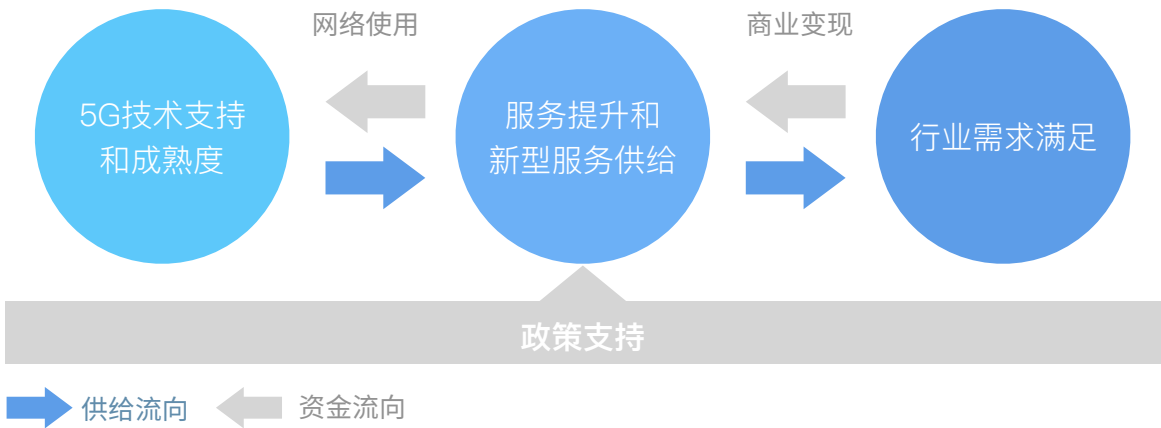 网络使用
商业变现
5G技术支持
和成熟度
服务提升和
新型服务供给
行业需求满足
政策支持
供给流向
资金流向